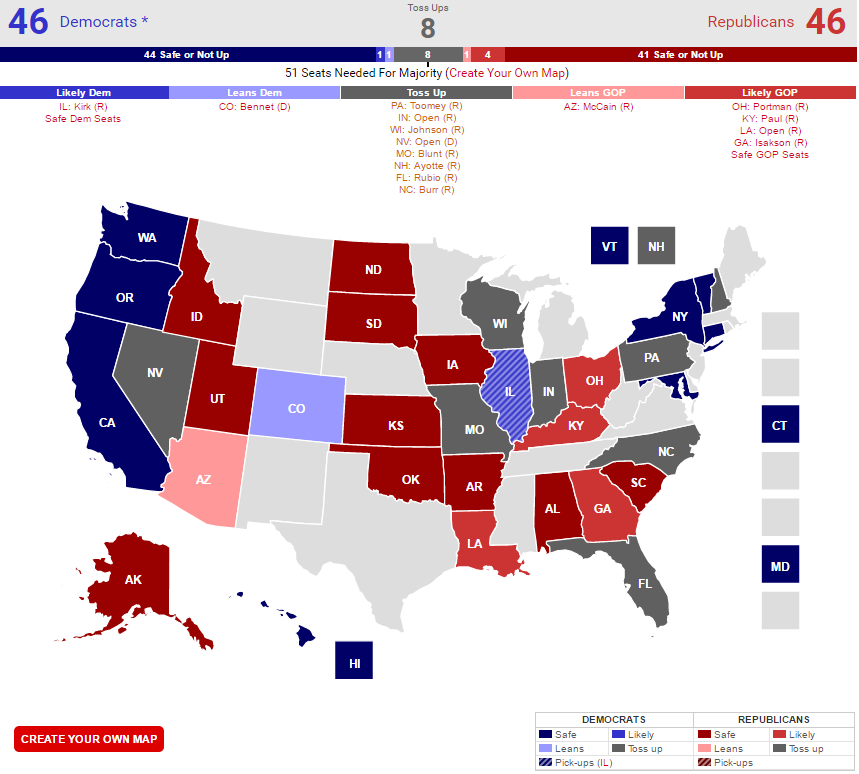 46 Democrats *
Toss Ups
8
Republicans 46
44 Safe or Not Up 1 1 8 1 4 41 Safe or Not Up
51 Seats Needed For Majority (Create Your Own Map)
Likely Dem
IL: Kirk (R)
Safe Dem Seats
Leans Dem
CO: Bennet (D)
Toss Up
PA: Toomey (R)
IN: Open (R)
WI: Johnson (R)
NV: Open (D)
MO: Blunt (R)
NH: Ayotte (R)
FL: Rubio (R)
NC: Burr (R)
Leans GOP
AZ: McCain (R)
Likely GOP
OH: Portman (R)
KY: Paul (R)
LA: Open (R)
GA: Isakson (R)
Safe GOP Seats
WA
VT
NH
ND
OR
ID
SD
WI
NY
NV
UT
IA
PA
CO
IL
IN
OH
CA
KS
MO
KY
CT
NC
AZ
OK
AR
SC
AL
GA
LA
MD
AK
FL
HI
CREATE YOUR OWN MAP
DEMOCRATS REPUBLICANS
Safe Likely Safe Likely
Leans Toss up Leans Toss up
Pick-ups (IL) Pick-ups